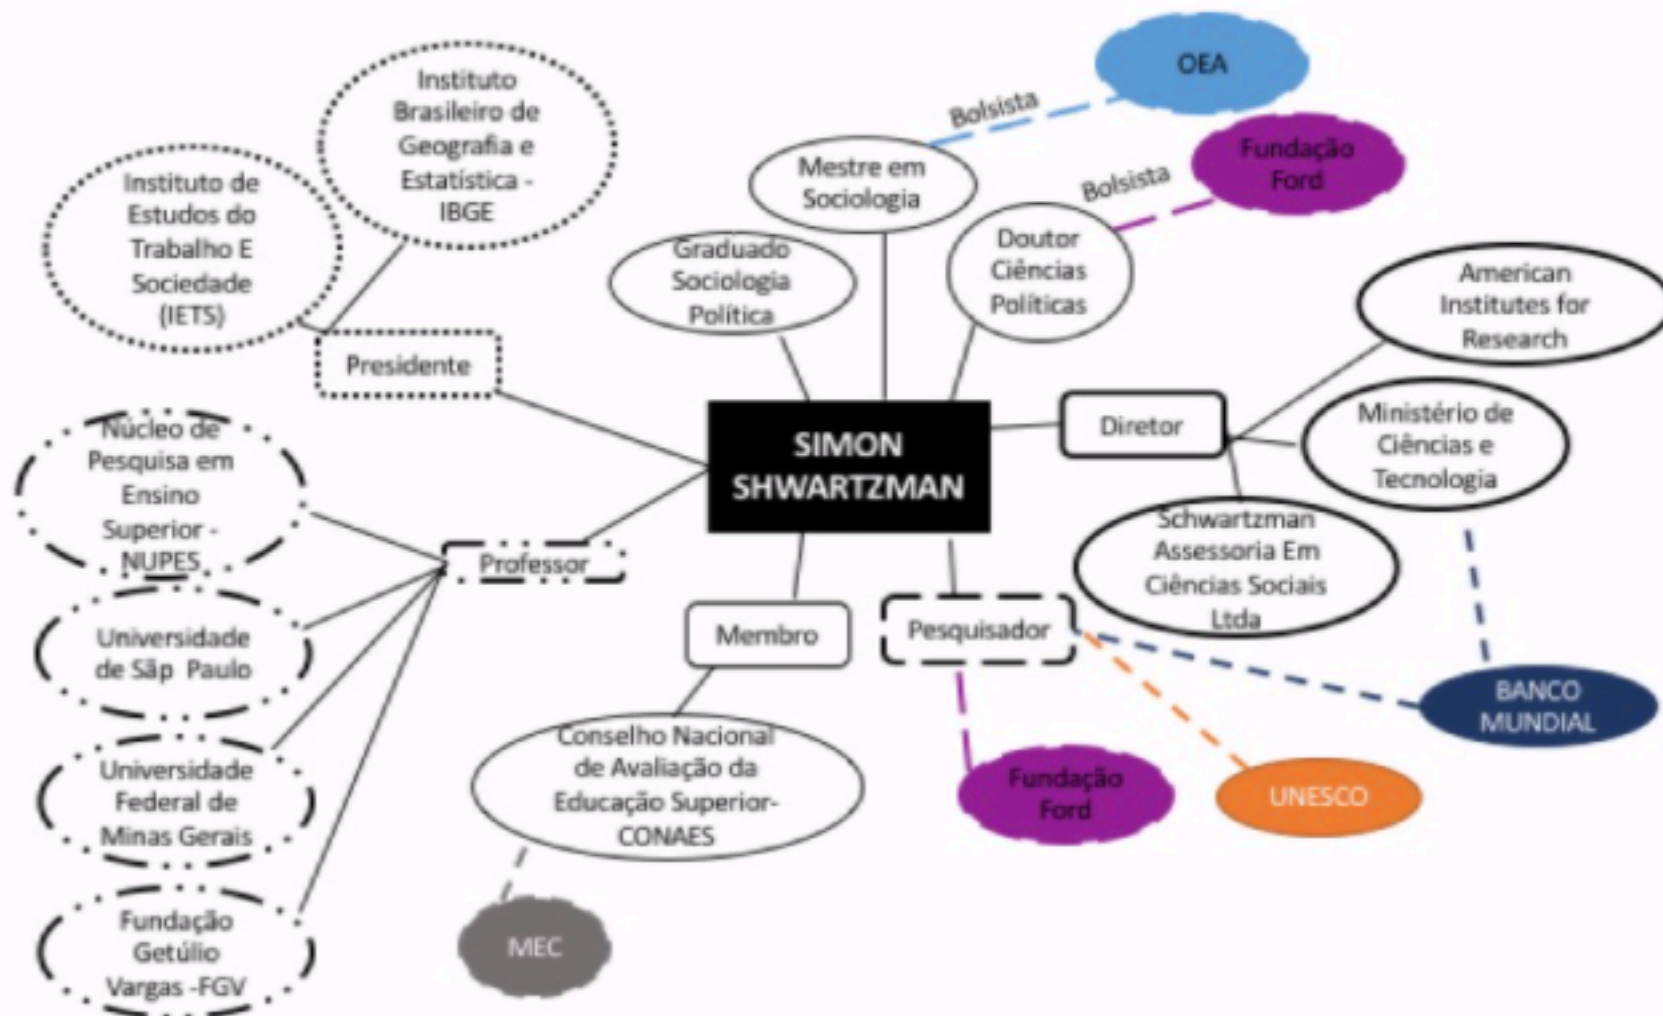 OEA
Bolsista
Fundação
Ford
Bolsista
Instituto
Brasileiro de
Geografia e
Estatística -
IBGE
Instituto de
Estudos do
Trabalho E
Sociedade
(IETS)
Mestre em
Sociologia
Graduado
Sociologia
Política
Doutor
Ciências
Políticas
American
Institutes for
Research
Presidente
Diretor
Ministério de
Ciências e
Tecnologia
SIMON
SHWARTZMAN
Núcleo de
Pesquisa em
Ensino
Superior -
NUPES
Professor
Schwartzman
Assessoria Em
Ciências Sociais
Ltda
Membro
Pesquisador
Universidade
de Sãp Paulo
BANCO
MUNDIAL
Conselho Nacional
de Avaliação da
Educação Superior-
CONAES
Fundação
Ford
UNESCO
Universidade
Federal de
Minas Gerais
MEC
Fundação
Getúlio
Vargas -FGV